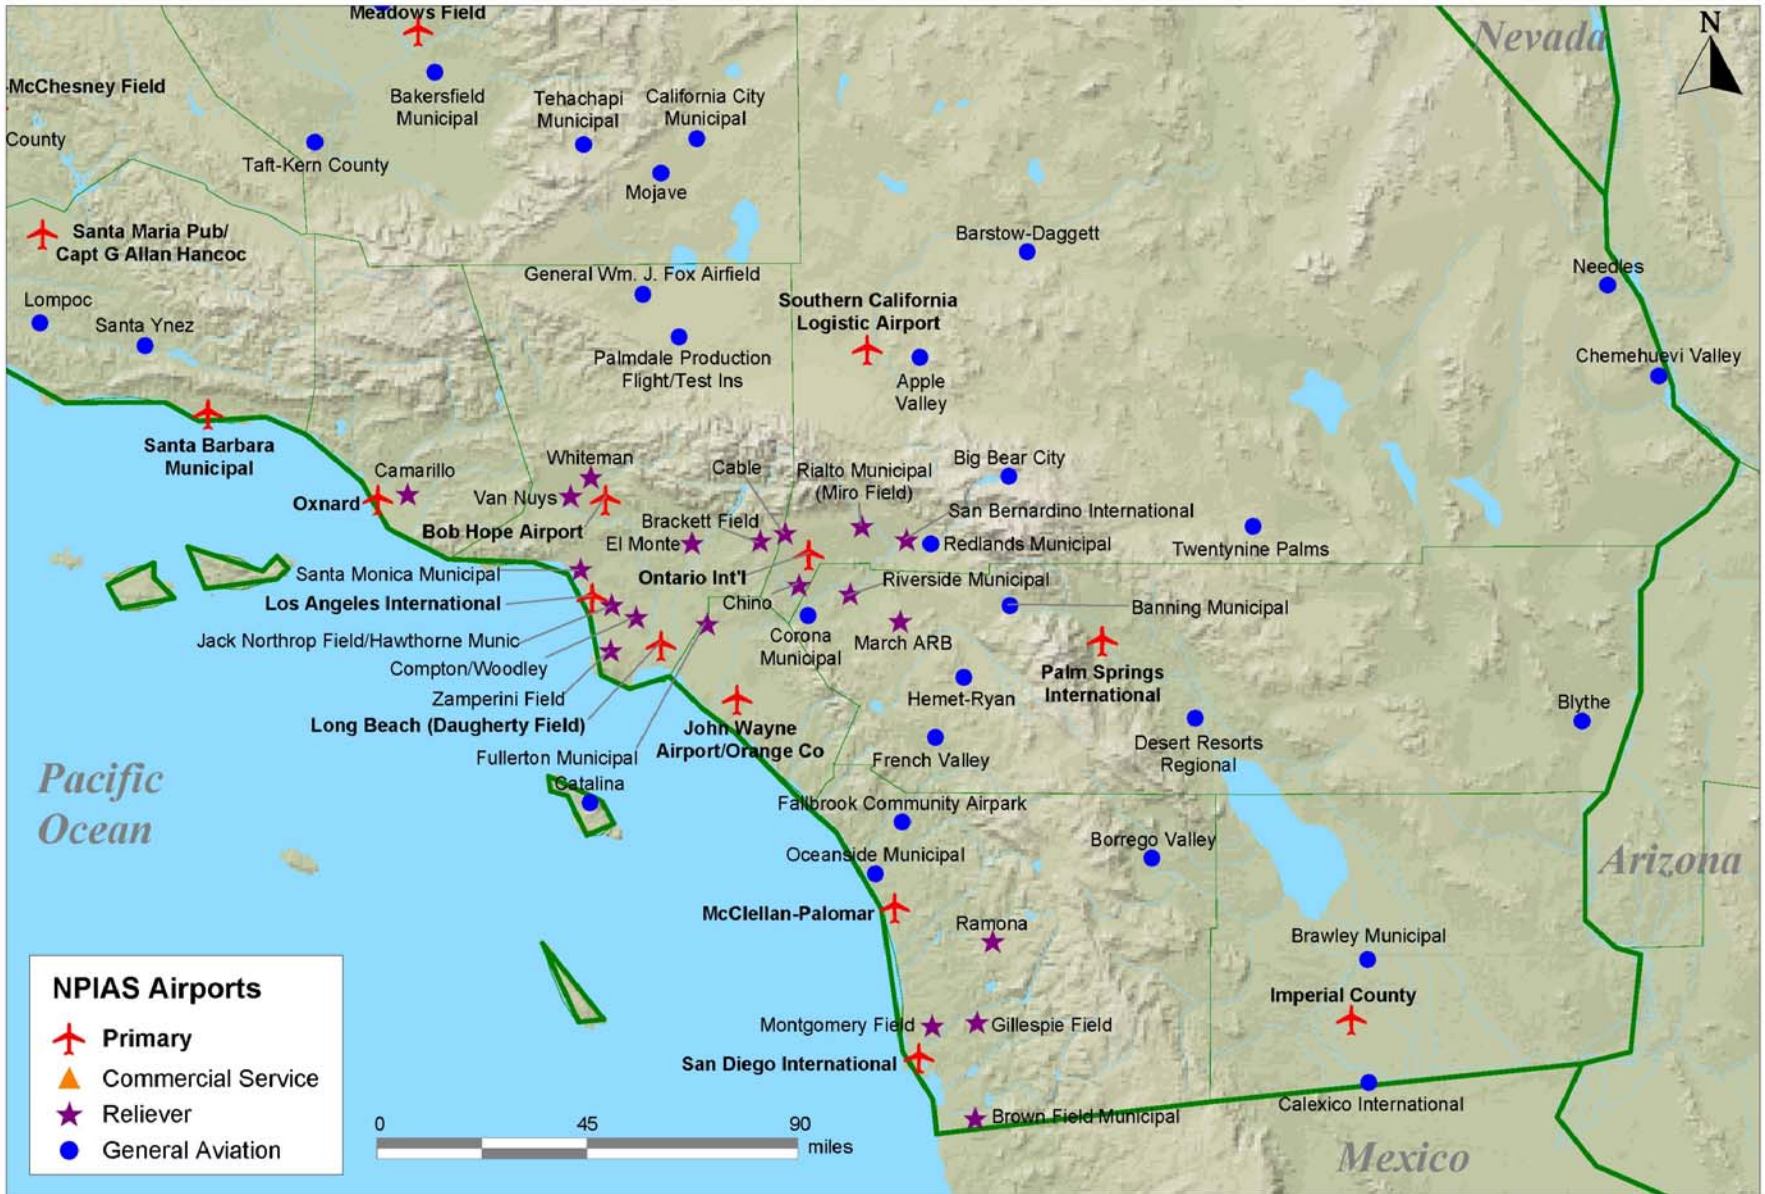 Meadows Field
Nevada
N
McChesney Field
County
Bakersfield
Municipal
Tehachapi
Municipal
California City
Municipal
Taft-Kern County
Mojave
Santa Maria Pub/
Capt G Allan Hancoc
Barstow-Daggett
Needles
Lompoc
Santa Ynez
General Wm. J. Fox Airfield
Southern California
Logistic Airport
Palmdale Production
Flight/Test Ins
Apple
Valley
Chemehuevi Valley
Santa Barbara
Municipal
Camarillo
Oxnard
Whiteman
Van Nuys
Bob Hope Airport
Cable
Rialto Municipal
(Miro Field)
Big Bear City
Brackett Field
El Monte
San Bernardino International
Redlands Municipal
Twentynine Palms
Santa Monica Municipal
Ontario Int'l
Riverside Municipal
Los Angeles International
Chino
Banning Municipal
Jack Northrop Field/Hawthorne Munic
Corona
Municipal
March ARB
Compton/Woodley
Zamperini Field
Long Beach (Daugherty Field)
Palm Springs
International
Hemet-Ryan
Blythe
John Wayne
Airport/Orange Co
Fullerton Municipal
French Valley
Desert Resorts
Regional
Pacific
Ocean
Catalina
Fallbrook Community Airpark
Oceanside Municipal
Borrego Valley
Arizona
McClellan-Palomar
Ramona
Brawley Municipal
Imperial County
Montgomery Field
Gillespie Field
San Diego International
Brown Field Municipal
Calexico International
Mexico
NPIAS Airports
Primary
Commercial Service
Reliever
General Aviation
0 45 90
miles